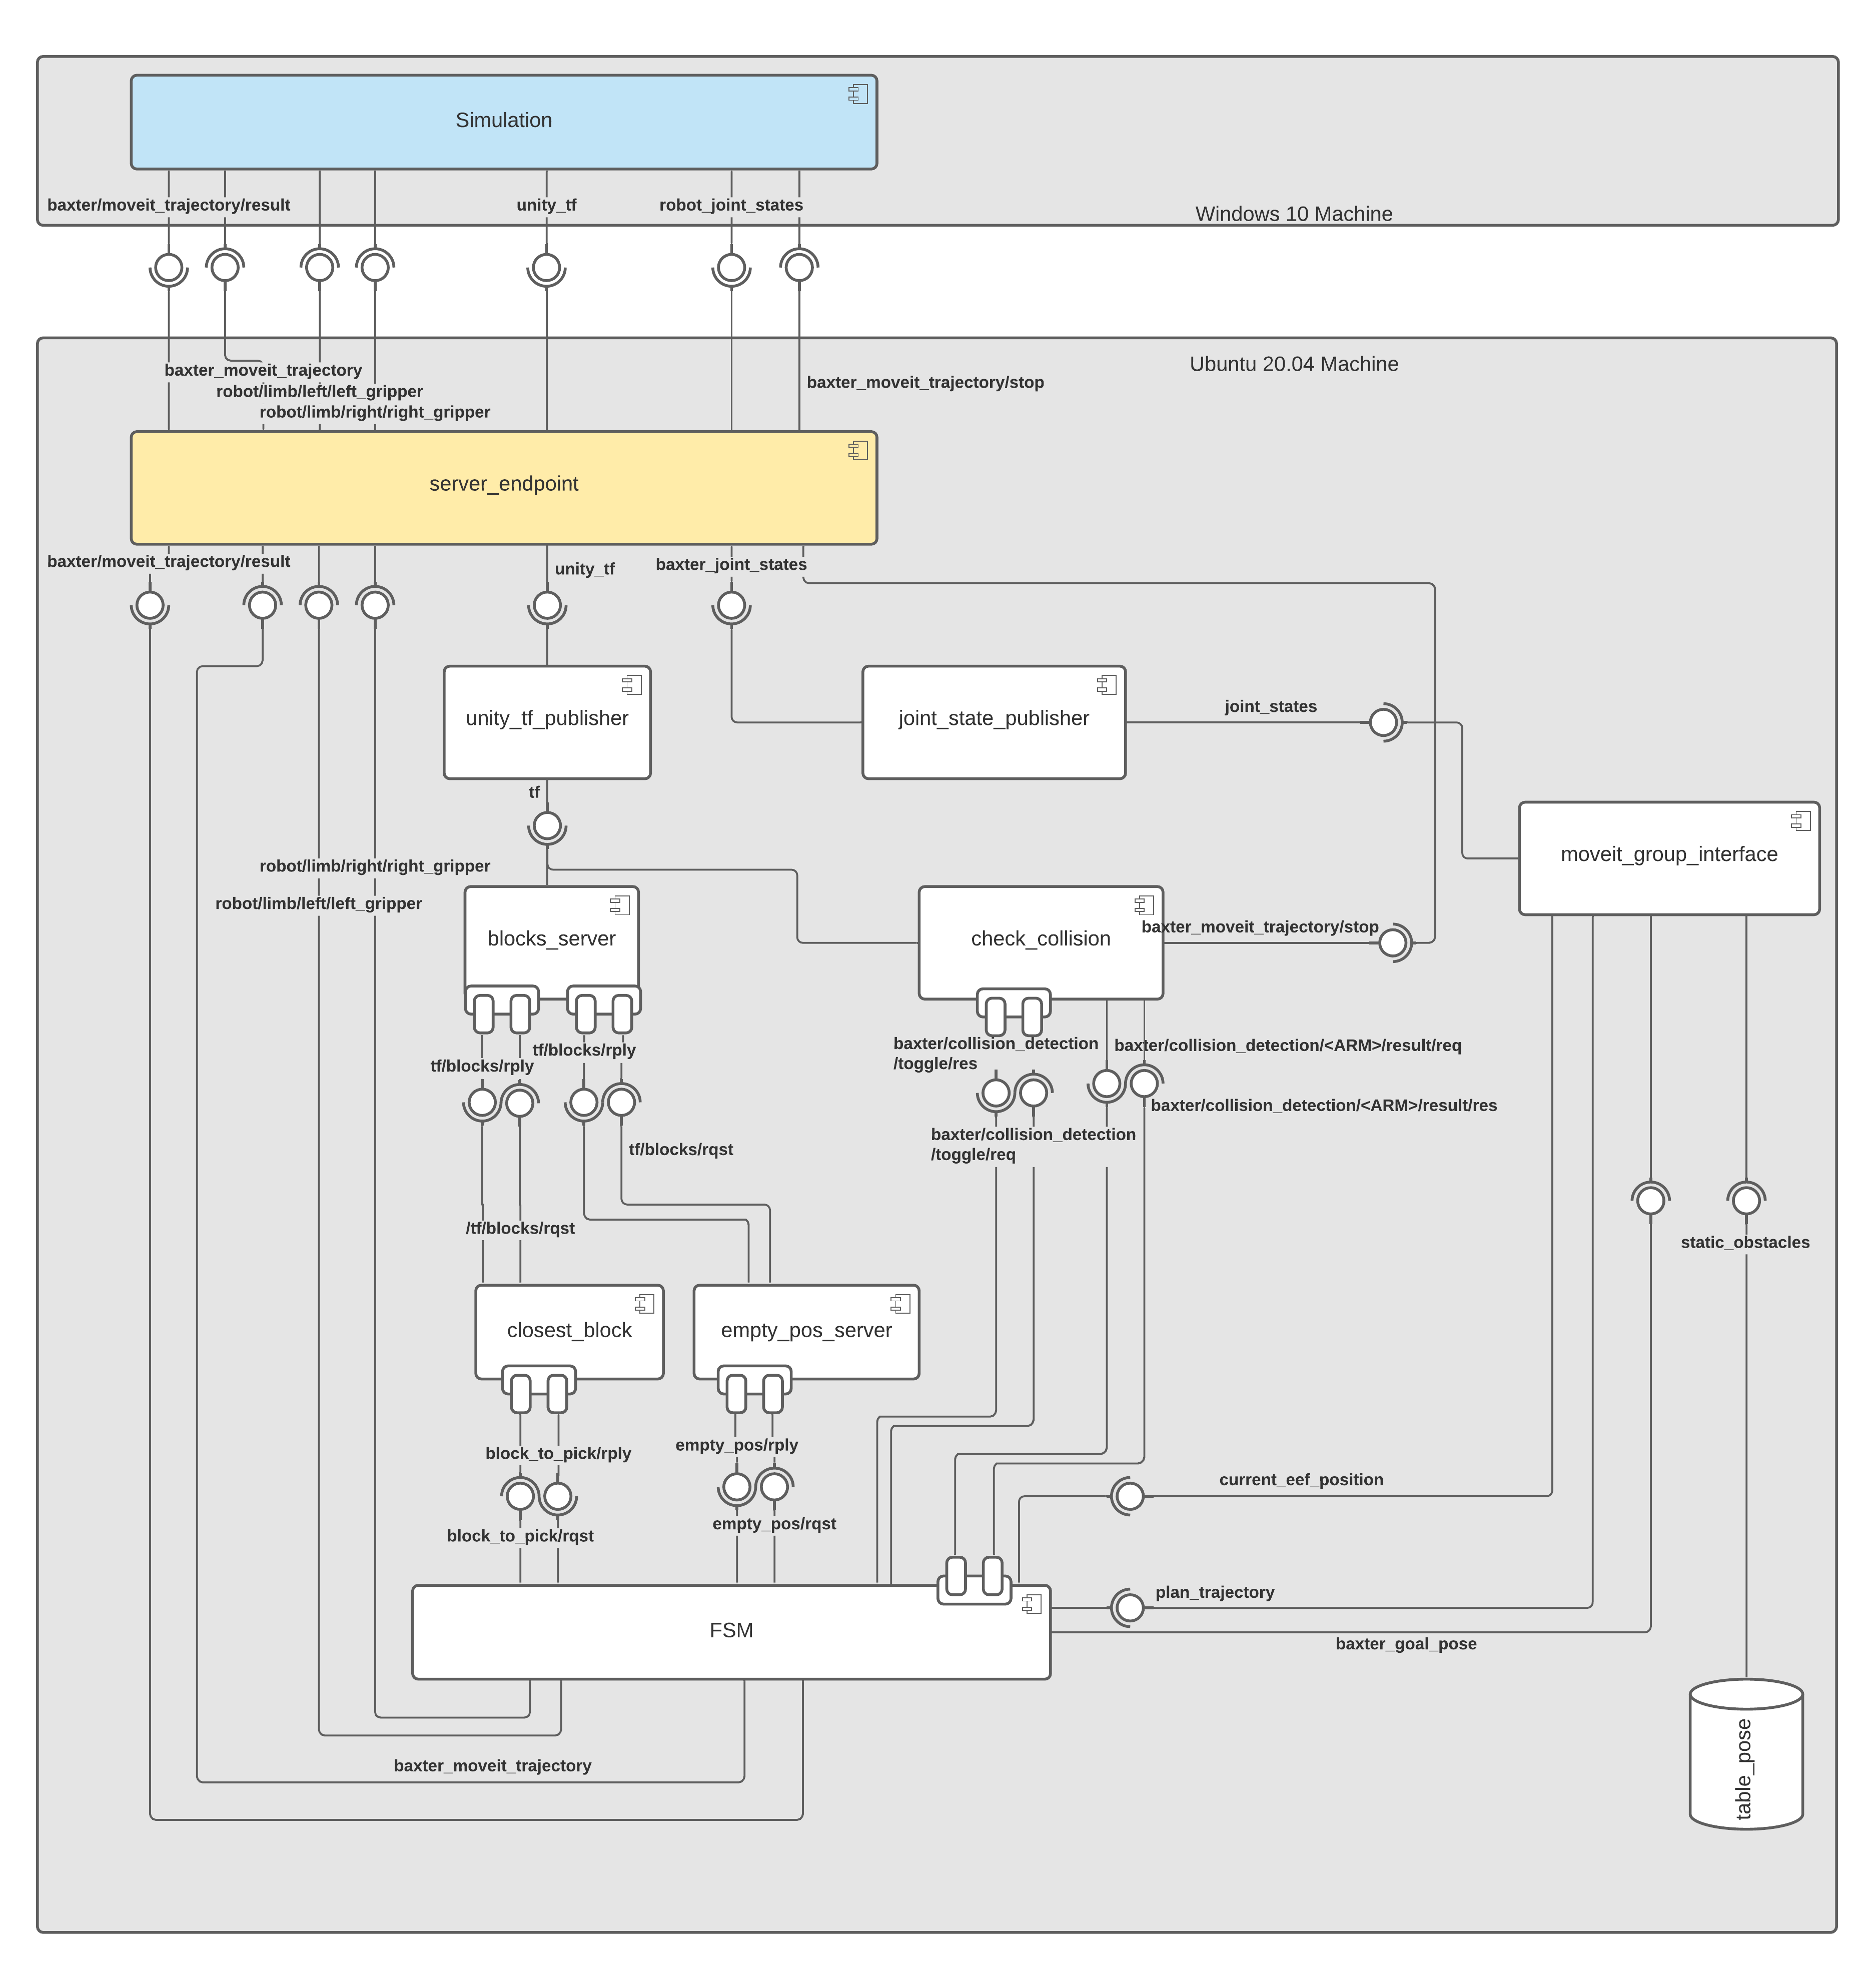 Simulation
baxter/moveit_trajectory/result
unity_tf
robot_joint_states
Windows 10 Machine
Ubuntu 20.04 Machine
baxter_moveit_trajectory
robot/limb/left/left_gripper
robot/limb/right/right_gripper
baxter_moveit_trajectory/stop
server_endpoint
baxter/moveit_trajectory/result
unity_tf
baxter_joint_states
unity_tf_publisher
joint_state_publisher
joint_states
tf
moveit_group_interface
robot/limb/right/right_gripper
robot/limb/left/left_gripper
blocks_server
check_collision
baxter_moveit_trajectory/stop
tf/blocks/rply
tf/blocks/rply
baxter/collision_detection
/toggle/res
baxter/collision_detection/<ARM>/result/req
baxter/collision_detection/<ARM>/result/res
baxter/collision_detection
/toggle/req
tf/blocks/rqst
/tf/blocks/rqst
static_obstacles
closest_block
empty_pos_server
block_to_pick/rply
empty_pos/rply
current_eef_position
block_to_pick/rqst
empty_pos/rqst
plan_trajectory
FSM
baxter_goal_pose
table_pose
baxter_moveit_trajectory